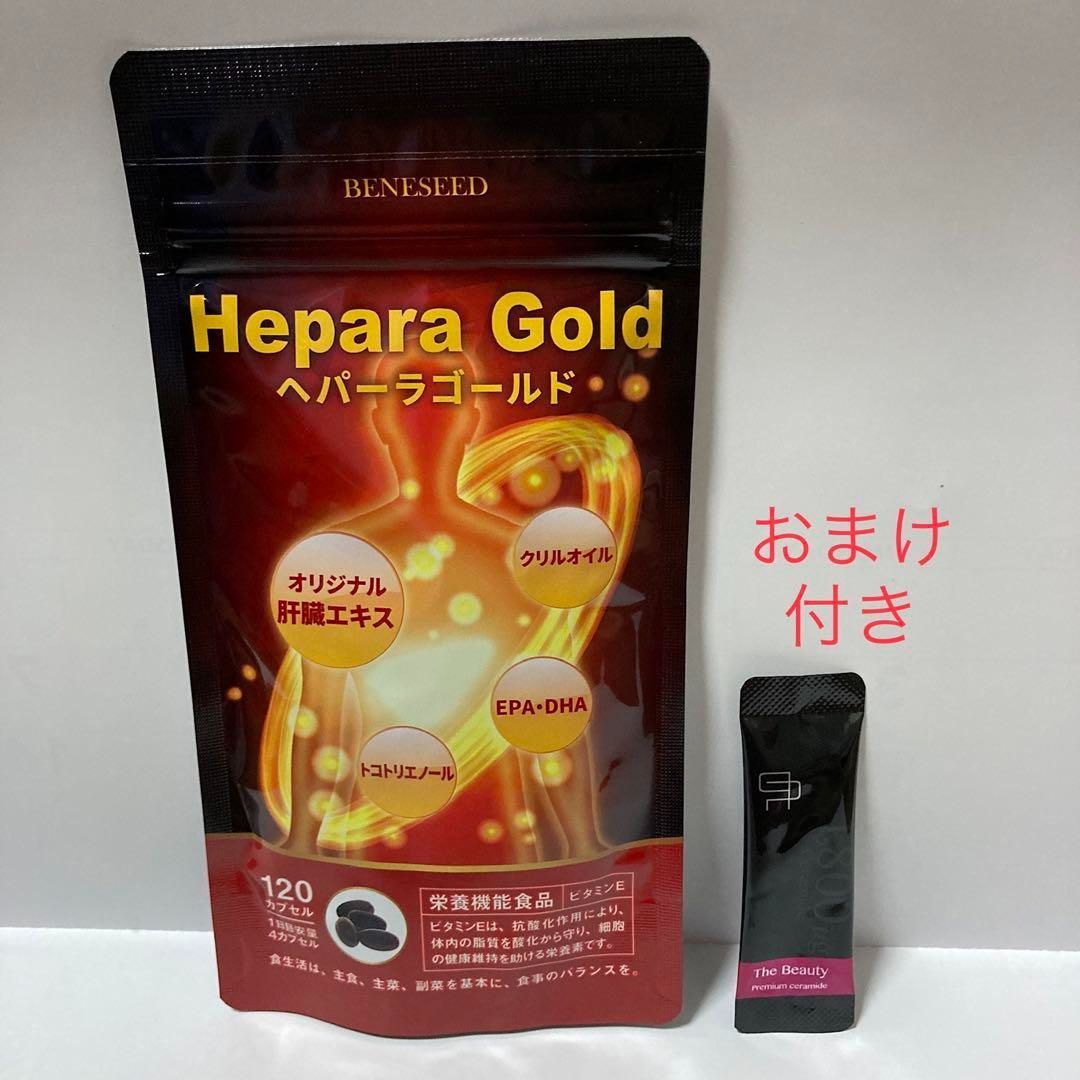 BENESEED
Hepara Gold
ヘパーラゴールド
クリルオイル
オリジナル
肝臓エキス
EPA・DHA
トコトリエノール
120
カプセル
1日目安量
4カプセル
栄養機能食品 ビタミンE
ビタミンEは、抗酸化作用により、
体内の脂質を酸化から守り、細胞
の健康維持を助ける栄養素です。
食生活は、主食、主菜、副菜を基本に、食事のバランスを。
おまけ
付き
The Beauty
Premium ceramide